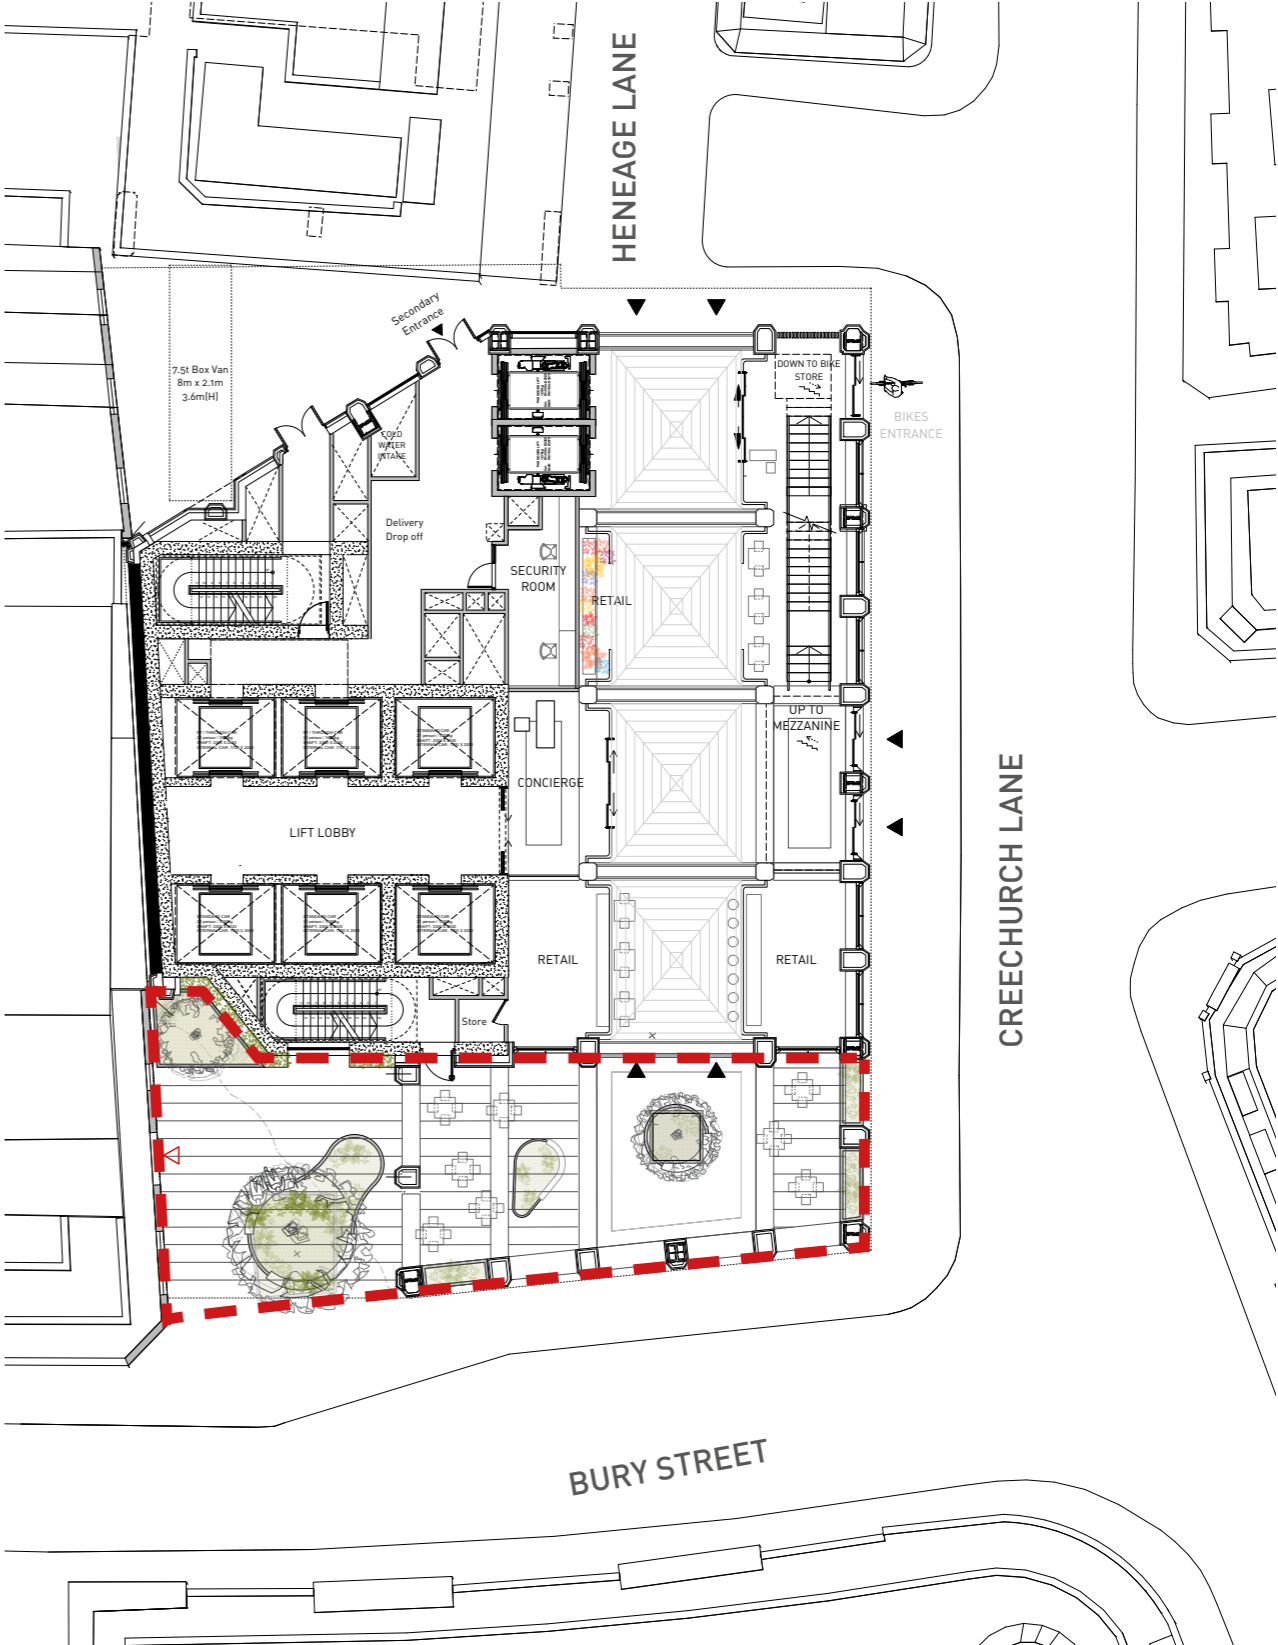 HENEAGE LANE
Secondary
Entrance
7.5t Box Van
8m x 2.1m
3.6m(H)
DOWN TO BIKE
STORE
BIKES
ENTRANCE
COLD
WATER
INTAKE
Delivery
Drop off
SECURITY
ROOM
RETAIL
UP TO
MEZZANINE
CONCIERGE
LIFT LOBBY
CREECHURCH LANE
RETAIL
RETAIL
Store
BURY STREET